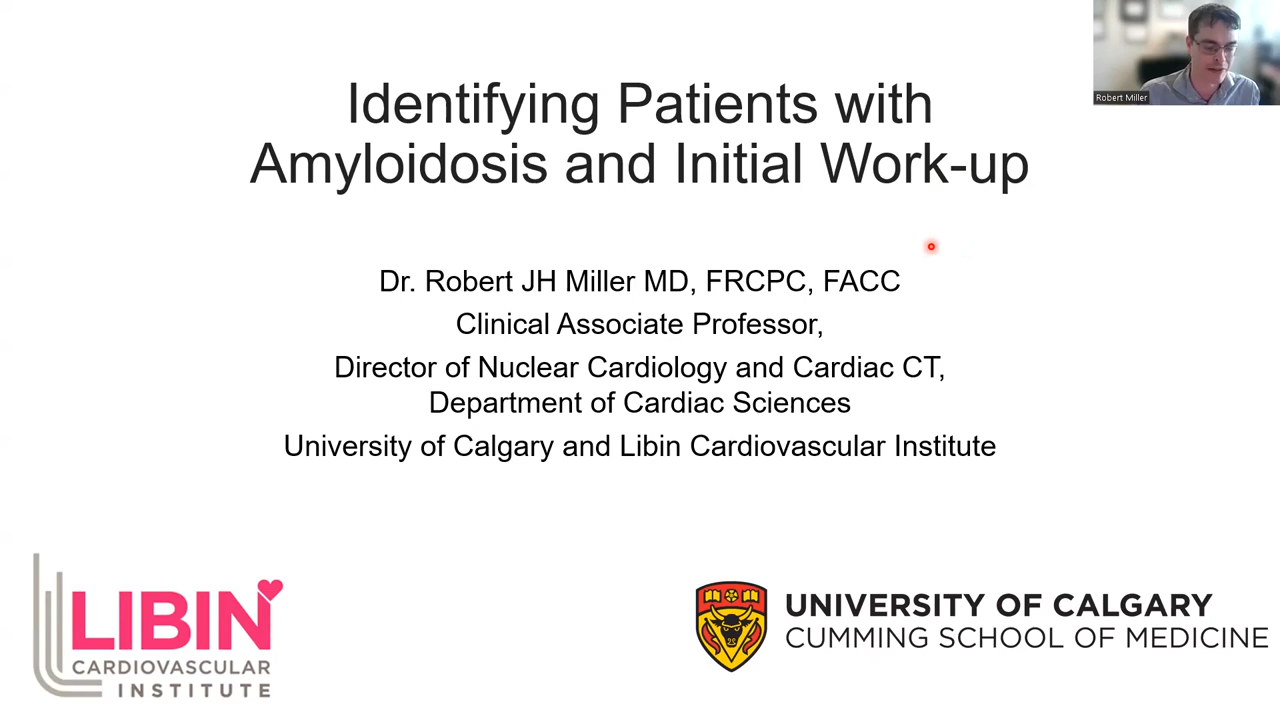 Identifying Patients with
Amyloidosis and Initial Work-up
Robert Miller
Dr. Robert JH Miller MD, FRCPC, FACC
Clinical Associate Professor,
Director of Nuclear Cardiology and Cardiac CT,
Department of Cardiac Sciences
University of Calgary and Libin Cardiovascular Institute
LIBIN
CARDIOVASCULAR
INSTITUTE
UNIVERSITY OF CALGARY
CUMMING SCHOOL OF MEDICINE